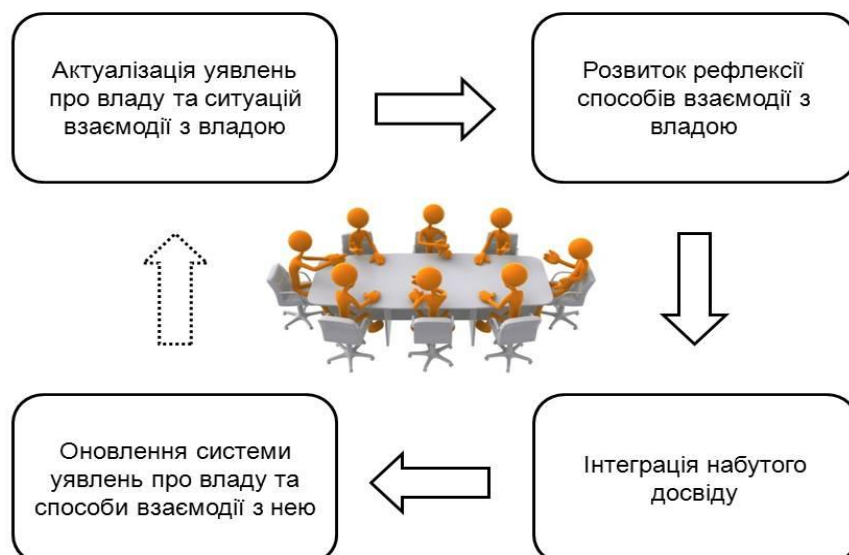 Актуалізація уявлень
про владу та ситуацій
взаємодії з владою
Розвиток рефлексії
способів взаємодії з
владою
Оновлення системи
уявлень про владу та
способи взаємодії з нею
Інтеграція набутого
досвіду